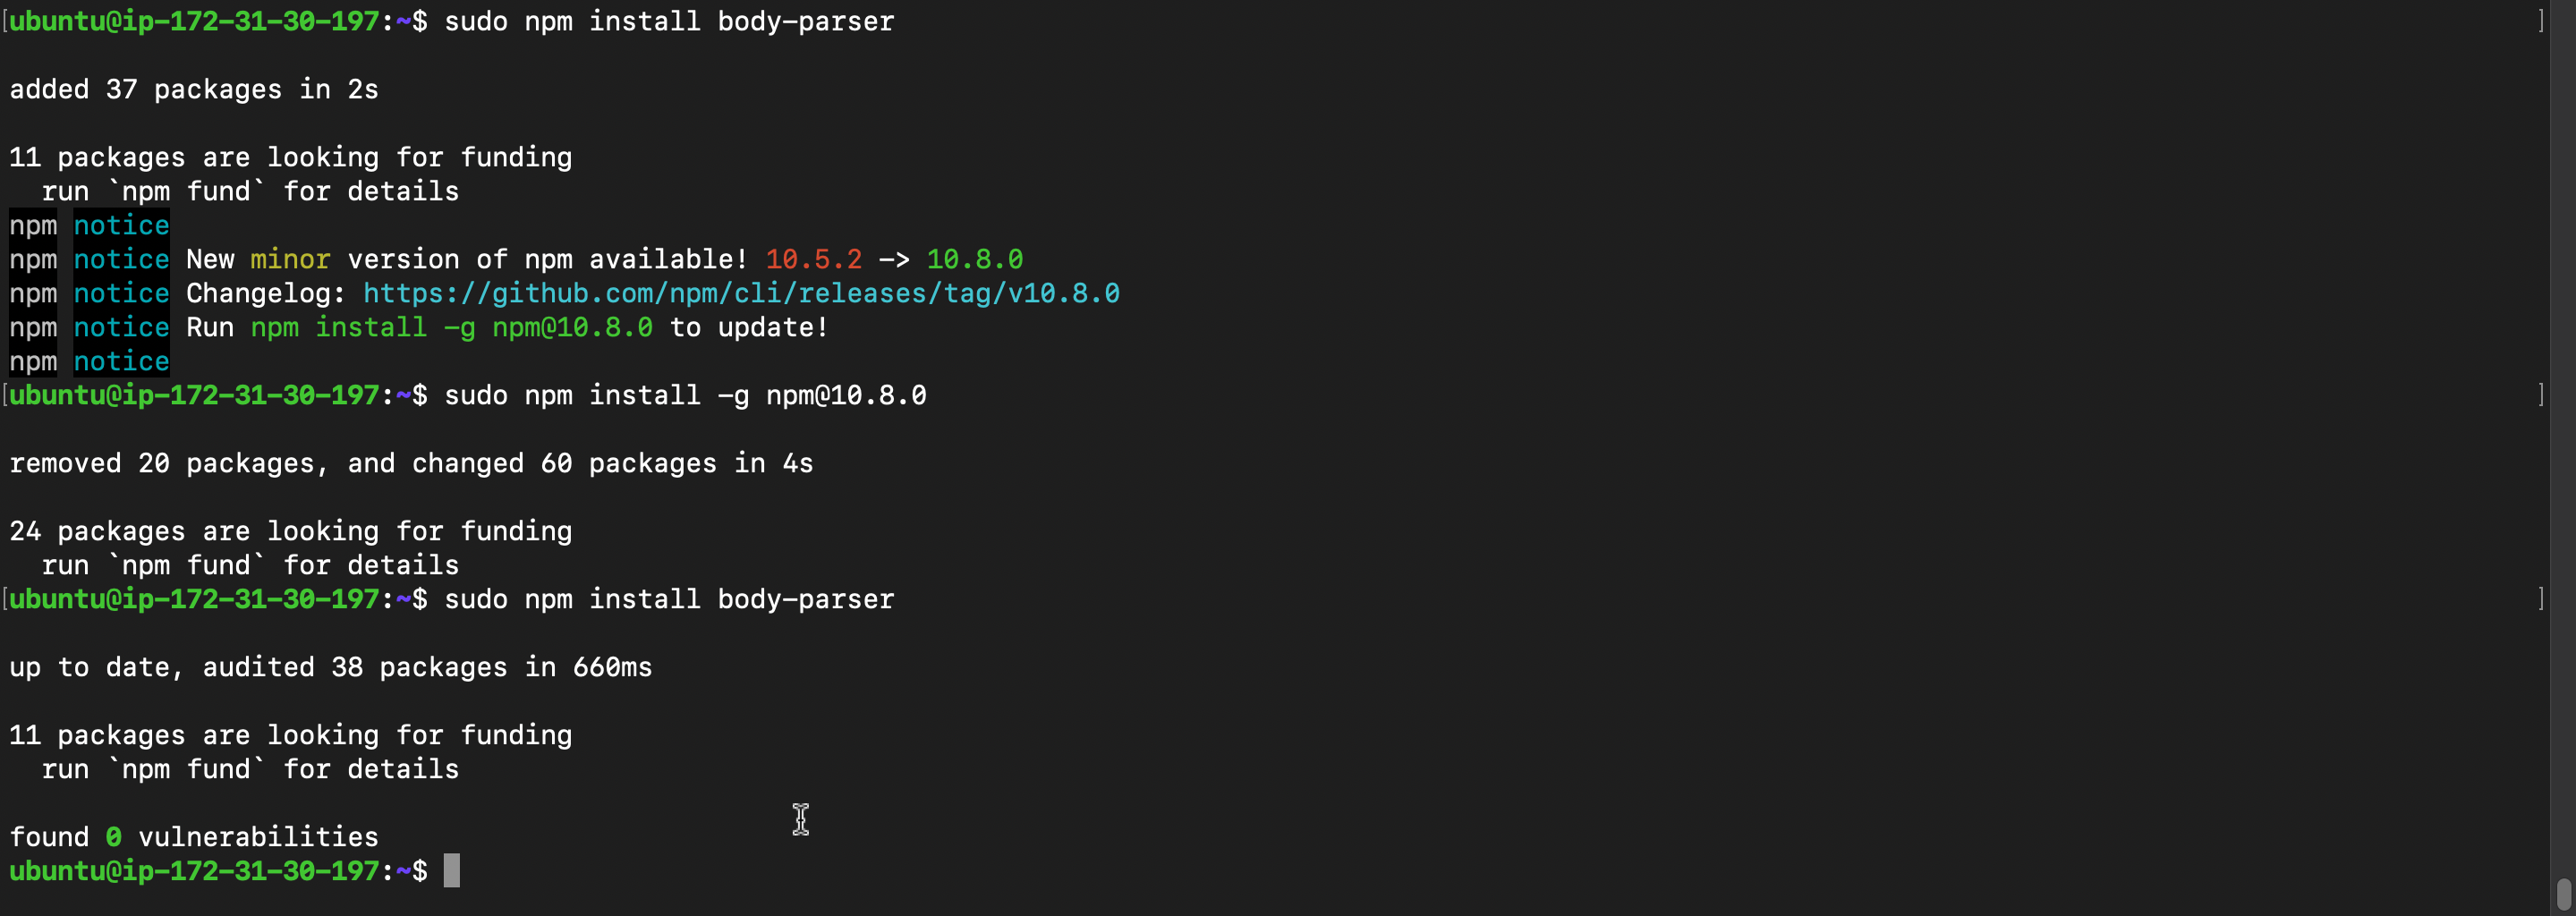 [ubuntu@ip-172-31-30-197:~$ sudo npm install body-parser ]
added 37 packages in 2s
11 packages are looking for funding
  run `npm fund` for details
npm notice
npm notice New minor version of npm available! 10.5.2 -> 10.8.0
npm notice Changelog: https://github.com/npm/cli/releases/tag/v10.8.0
npm notice Run npm install -g npm@10.8.0 to update!
npm notice
[ubuntu@ip-172-31-30-197:~$ sudo npm install -g npm@10.8.0 ]
removed 20 packages, and changed 60 packages in 4s
24 packages are looking for funding
  run `npm fund` for details
[ubuntu@ip-172-31-30-197:~$ sudo npm install body-parser ]
up to date, audited 38 packages in 660ms
11 packages are looking for funding
  run `npm fund` for details
found 0 vulnerabilities
ubuntu@ip-172-31-30-197:~$